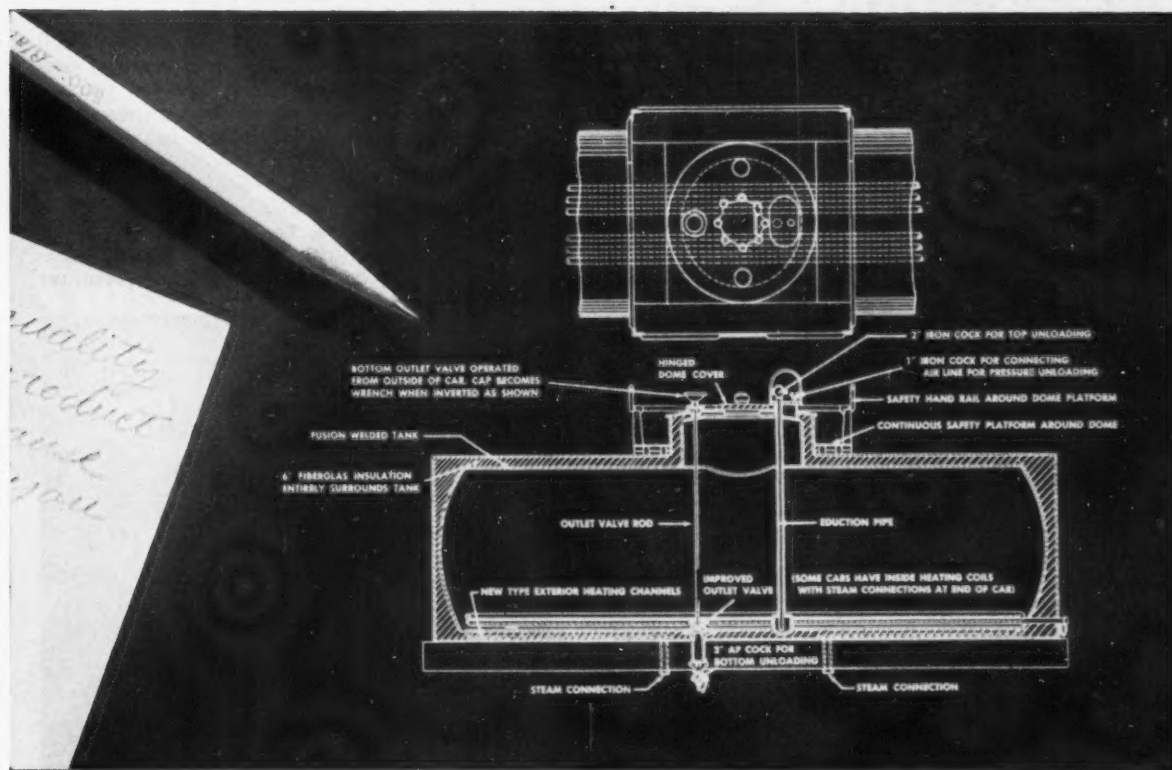 2" IRON COCK FOR TOP UNLOADING
1" IRON COCK FOR CONNECTING
AIR LINE FOR PRESSURE UNLOADING
SAFETY HAND RAIL AROUND DOME PLATFORM
CONTINUOUS SAFETY PLATFORM AROUND DOME
HINGED
DOME COVER
BOTTOM OUTLET VALVE OPERATED
FROM OUTSIDE OF CAR. CAP BECOMES
WRENCH WHEN INVERTED AS SHOWN
FUSION WELDED TANK
6" FIBERGLAS INSULATION
ENTIRELY SURROUNDS TANK
OUTLET VALVE ROD
EDUCTION PIPE
NEW TYPE EXTERIOR HEATING CHANNELS
IMPROVED
OUTLET VALVE
(SOME CARS HAVE INSIDE HEATING COILS
WITH STEAM CONNECTIONS AT END OF CAR)
AP COCK FOR
BOTTOM UNLOADING
STEAM CONNECTION
STEAM CONNECTION
uality
roduct
you